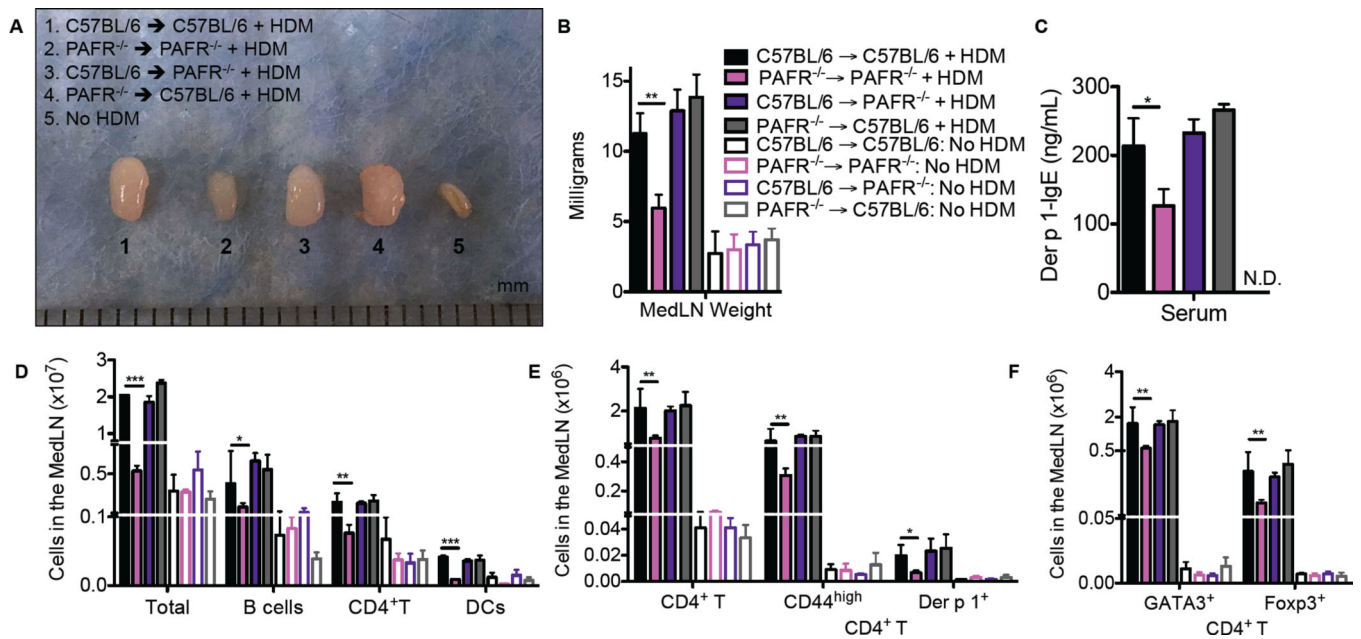 A
1. C57BL/6 ➔ C57BL/6 + HDM
2. PAFR-/- ➔ PAFR-/- + HDM
3. C57BL/6 ➔ PAFR-/- + HDM
4. PAFR-/- ➔ C57BL/6 + HDM
5. No HDM
1 2 3 4 5
mm
B
Milligrams
15
10
5
0
**
MedLN Weight
C57BL/6 → C57BL/6 + HDM
PAFR-/- → PAFR-/- + HDM
C57BL/6 → PAFR-/- + HDM
PAFR-/- → C57BL/6 + HDM
C57BL/6 → C57BL/6: No HDM
PAFR-/- → PAFR-/-: No HDM
C57BL/6 → PAFR-/-: No HDM
PAFR-/- → C57BL/6: No HDM
C
Der p 1-IgE (ng/mL)
300
200
100
0
*
N.D.
Serum
D
Cells in the MedLN (x10⁷)
3
2
1
0.5
0.1
0.0
***
*
**
***
Total B cells CD4⁺T DCs
E
Cells in the MedLN (x10⁶)
4
2
0.4
0.2
0.04
0.02
0.00
**
**
*
CD4⁺ T CD44high Der p 1⁺
CD4⁺ T
F
Cells in the MedLN (x10⁶)
4
2
0.5
0.05
0.00
**
**
GATA3⁺ Foxp3⁺
CD4⁺ T